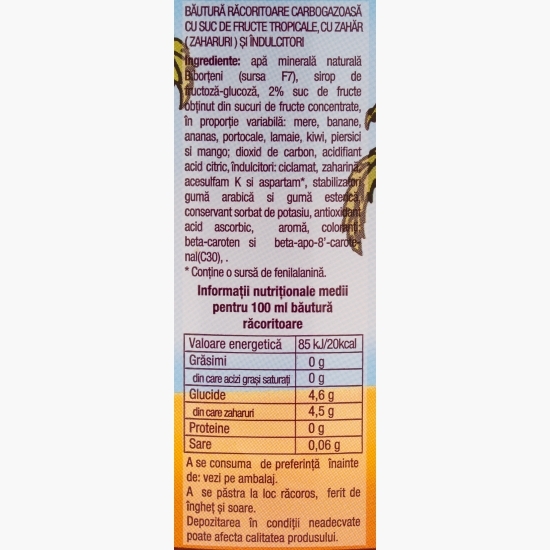 BĂUTURĂ RĂCORITOARE CARBOGAZOASĂ
CU SUC DE FRUCTE TROPICALE, CU ZAHĂR
( ZAHARURI ) ȘI ÎNDULCITORI
Ingrediente: apă minerală naturală
Biborțeni (sursa F7), sirop de
fructoză-glucoză, 2% suc de fructe
obținut din sucuri de fructe concentrate,
în proporție variabilă: mere, banane,
ananas, portocale, lamaie, kiwi, piersici
si mango; dioxid de carbon, acidifiant
acid citric, îndulcitori: ciclamat, zaharină,
acesulfam K si aspartam*, stabilizatori
gumă arabică si gumă esterică,
conservant sorbat de potasiu, antioxidant
acid ascorbic, aromă, coloranți:
beta-caroten si beta-apo-8'-carote-
nal(C30), .
* Conține o sursă de fenilalanină.
Informații nutriționale medii
pentru 100 ml băutură
răcoritoare
Valoare energetică 85 kJ/20kcal
Grăsimi 0 g
din care acizi grași saturați 0 g
Glucide 4,6 g
din care zaharuri 4,5 g
Proteine 0 g
Sare 0,06 g
A se consuma de preferință înainte
de: vezi pe ambalaj.
A se păstra la loc răcoros, ferit de
îngheț și soare.
Depozitarea în condiții neadecvate
poate afecta calitatea produsului.